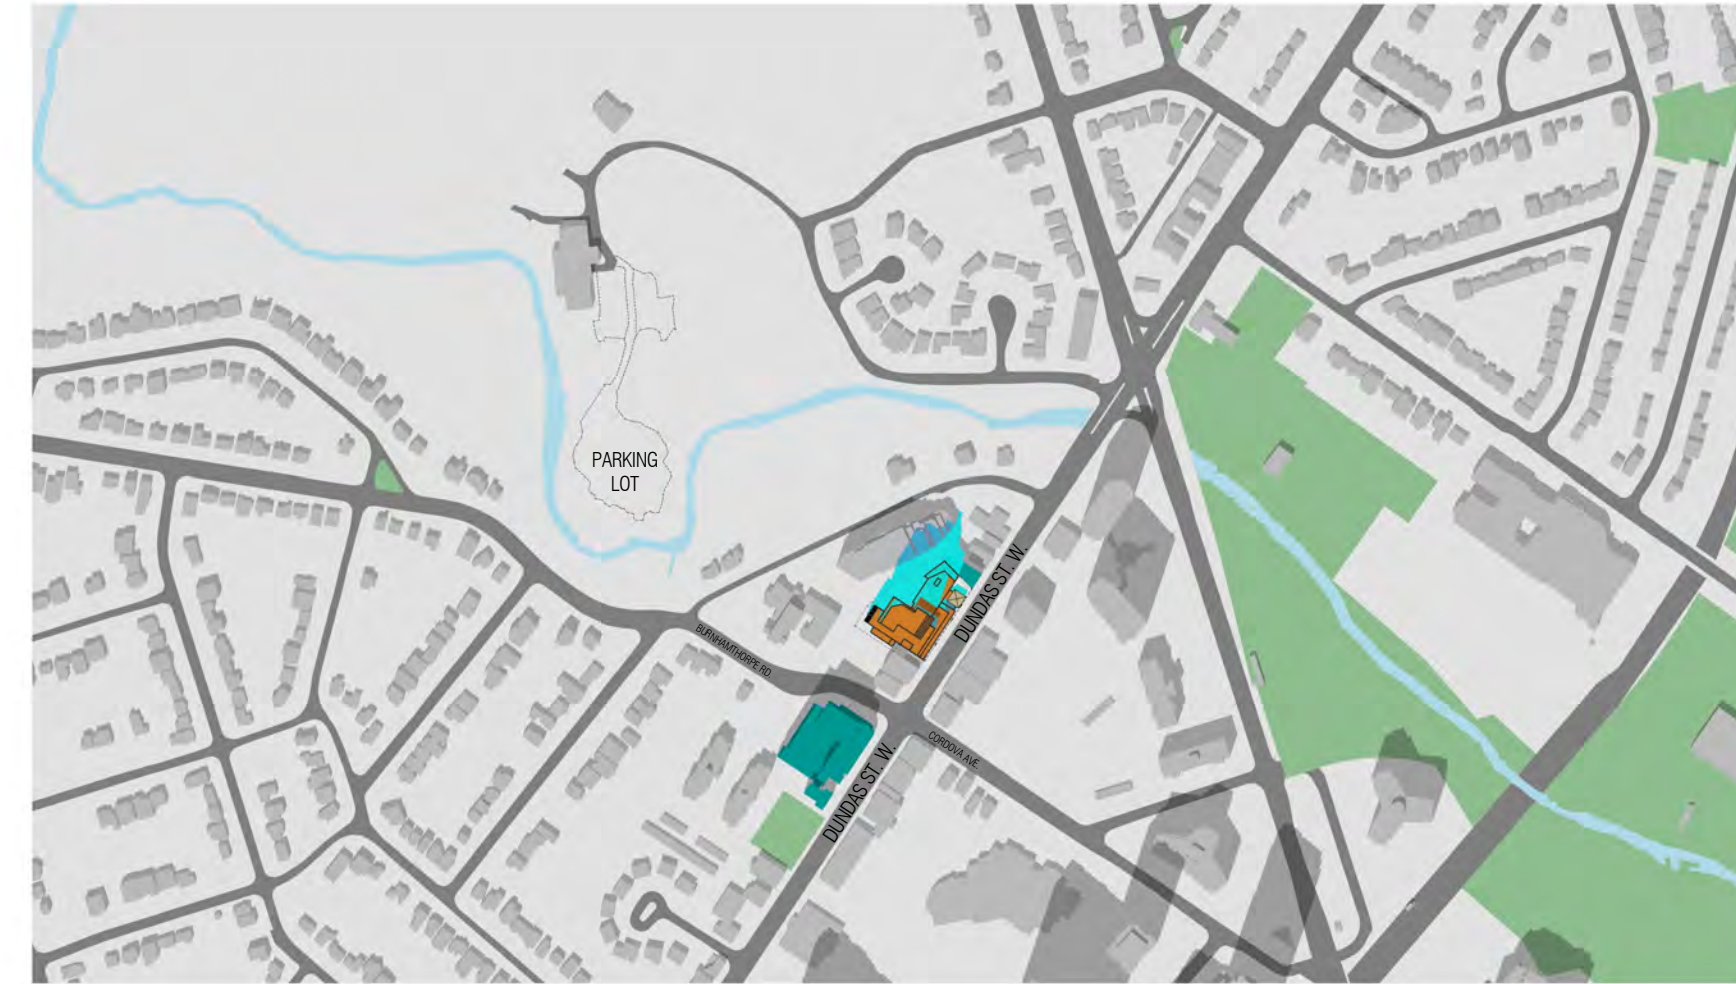 PARKING
LOT
DUNDAS ST. W.
BURNHAMTHORPE RD.
CORDOVA AVE.
DUNDAS ST. W.